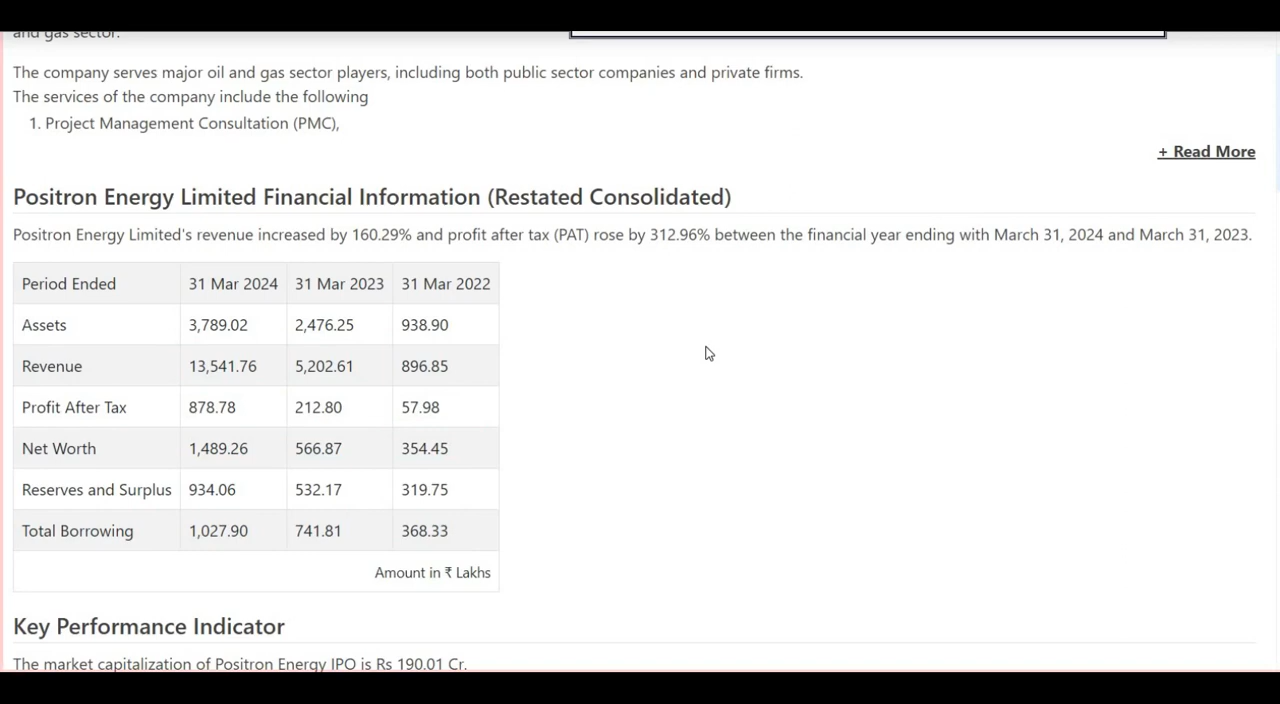 and gas sector.
The company serves major oil and gas sector players, including both public sector companies and private firms.
The services of the company include the following
1. Project Management Consultation (PMC),
+ Read More
Positron Energy Limited Financial Information (Restated Consolidated)
Positron Energy Limited's revenue increased by 160.29% and profit after tax (PAT) rose by 312.96% between the financial year ending with March 31, 2024 and March 31, 2023.
Period Ended 31 Mar 2024 31 Mar 2023 31 Mar 2022
Assets 3,789.02 2,476.25 938.90
Revenue 13,541.76 5,202.61 896.85
Profit After Tax 878.78 212.80 57.98
Net Worth 1,489.26 566.87 354.45
Reserves and Surplus 934.06 532.17 319.75
Total Borrowing 1,027.90 741.81 368.33
Amount in ₹ Lakhs
Key Performance Indicator
The market capitalization of Positron Energy IPO is Rs 190.01 Cr.